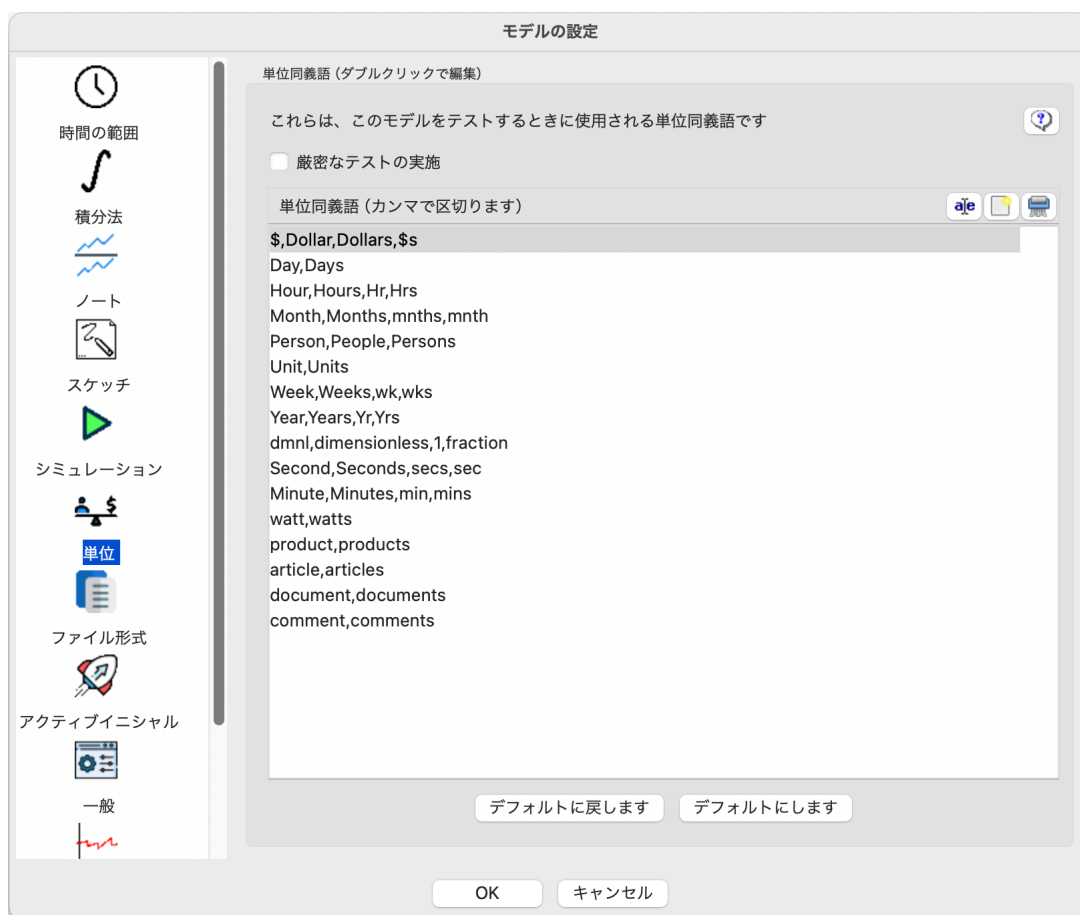 モデルの設定
時間の範囲
積分法
ノート
スケッチ
シミュレーション
単位
ファイル形式
アクティブイニシャル
一般
単位同義語 (ダブルクリックで編集)
これらは、このモデルをテストするときに使用される単位同義語です
厳密なテストの実施
単位同義語 (カンマで区切ります)
a|e
$,Dollar,Dollars,$s
Day,Days
Hour,Hours,Hr,Hrs
Month,Months,mnths,mnth
Person,People,Persons
Unit,Units
Week,Weeks,wk,wks
Year,Years,Yr,Yrs
dmnl,dimensionless,1,fraction
Second,Seconds,secs,sec
Minute,Minutes,min,mins
watt,watts
product,products
article,articles
document,documents
comment,comments
デフォルトに戻します
デフォルトにします
OK
キャンセル